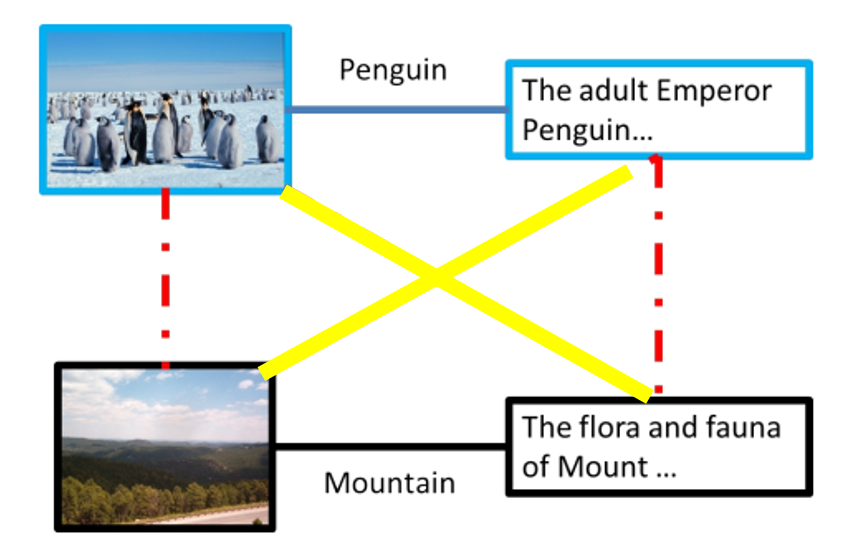 Penguin
The adult Emperor
Penguin...
The flora and fauna
of Mount ...
Mountain